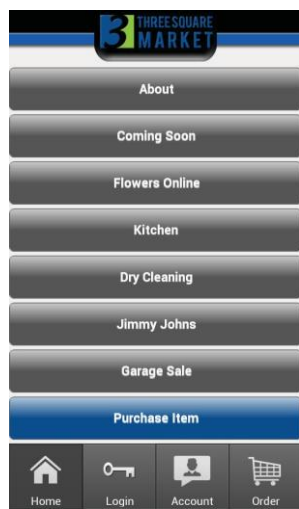 3 THREE SQUARE
MARKET
About
Coming Soon
Flowers Online
Kitchen
Dry Cleaning
Jimmy Johns
Garage Sale
Purchase Item
Home Login Account Order